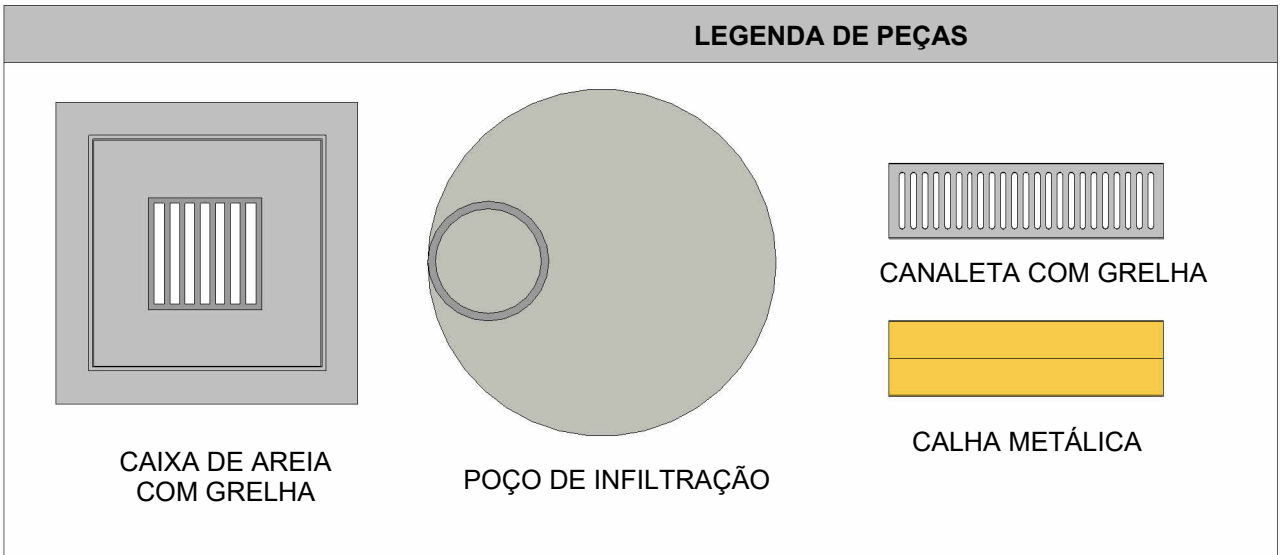 LEGENDA DE PEÇAS
CAIXA DE AREIA
COM GRELHA
POÇO DE INFILTRAÇÃO
CANALETA COM GRELHA
CALHA METÁLICA